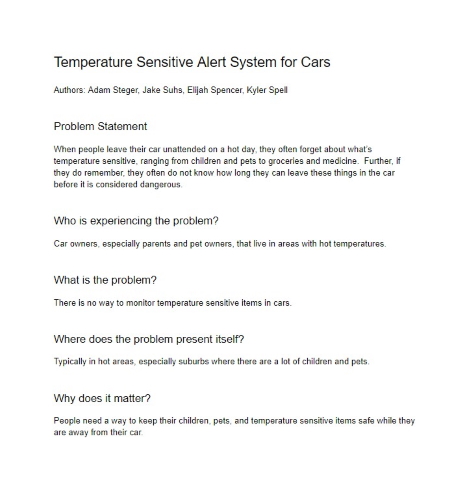 Temperature Sensitive Alert System for Cars
Authors: Adam Steger, Jake Suhs, Elijah Spencer, Kyler Spell
Problem Statement
When people leave their car unattended on a hot day, they often forget about what's
temperature sensitive, ranging from children and pets to groceries and medicine.  Further, if
they do remember, they often do not know how long they can leave these things in the car
before it is considered dangerous.
Who is experiencing the problem?
Car owners, especially parents and pet owners, that live in areas with hot temperatures.
What is the problem?
There is no way to monitor temperature sensitive items in cars.
Where does the problem present itself?
Typically in hot areas, especially suburbs where there are a lot of children and pets.
Why does it matter?
People need a way to keep their children, pets, and temperature sensitive items safe while they
are away from their car.